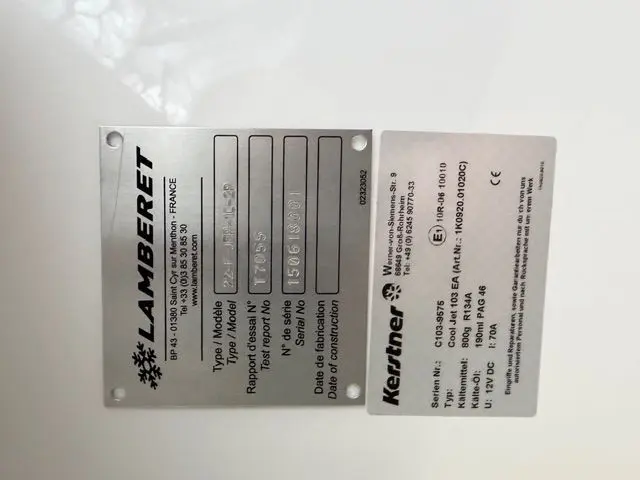 LAMBERET
BP 43 - 01380 Saint Cyr sur Menthon - FRANCE
Tel +33 (0)3 85 30 85 30
www.lamberet.com
Type / Modèle
Type / Model
Rapport d'essai N°
Test report No
T7055
N° de série
Serial No
150619301
Date de fabrication
Date of construction
02323052
Kerstner
Werner-von-Siemens-Str. 9
68649 Groß-Rohrheim
Tel: +49 (0) 6245 90770-33
Serien Nr.: C103-9575
Typ: Cool Jet 103 EA (Art.Nr.: 1K0920.01020C)
Kältemittel: 800g R134A
Kälte-Öl: 190ml PAG 46
U: 12V DC I: 70A
E1 10R-06 10010
CE
Eingriffe und Reparaturen, sowie Garantiearbeiten nur durch von uns
autorisiertem Personal und nach Rücksprache mit unserem Werk